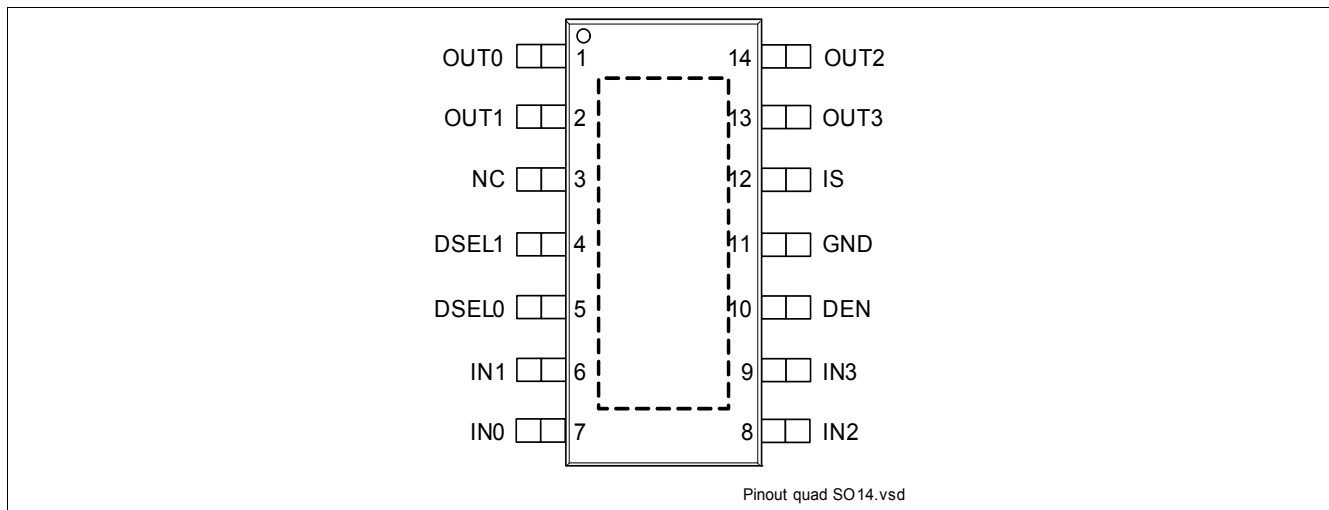 OUT0 1 14 OUT2
OUT1 2 13 OUT3
NC 3 12 IS
DSEL1 4 11 GND
DSEL0 5 10 DEN
IN1 6 9 IN3
IN0 7 8 IN2
Pinout quad SO14.vsd